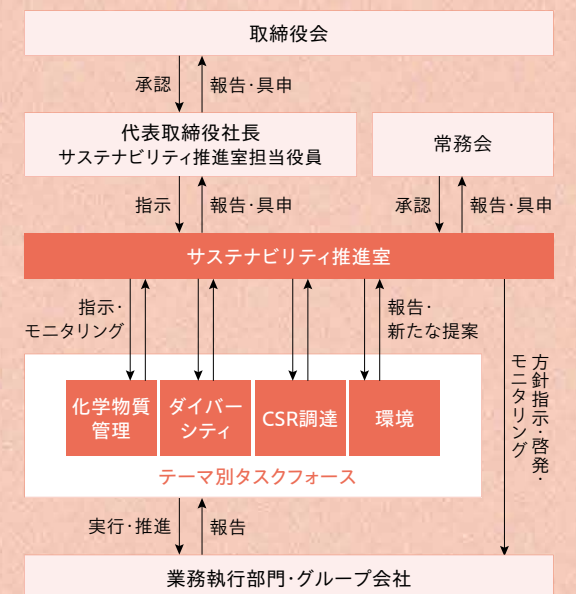 取締役会
承認
報告・具申
代表取締役社長
サステナビリティ推進室担当役員
常務会
指示
報告・具申
承認
報告・具申
サステナビリティ推進室
指示・
モニタリング
報告・
新たな提案
方針指示・啓発・
モニタリング
化学物質
管理
ダイバー
シティ
CSR調達
環境
テーマ別タスクフォース
実行・推進
報告
業務執行部門・グループ会社